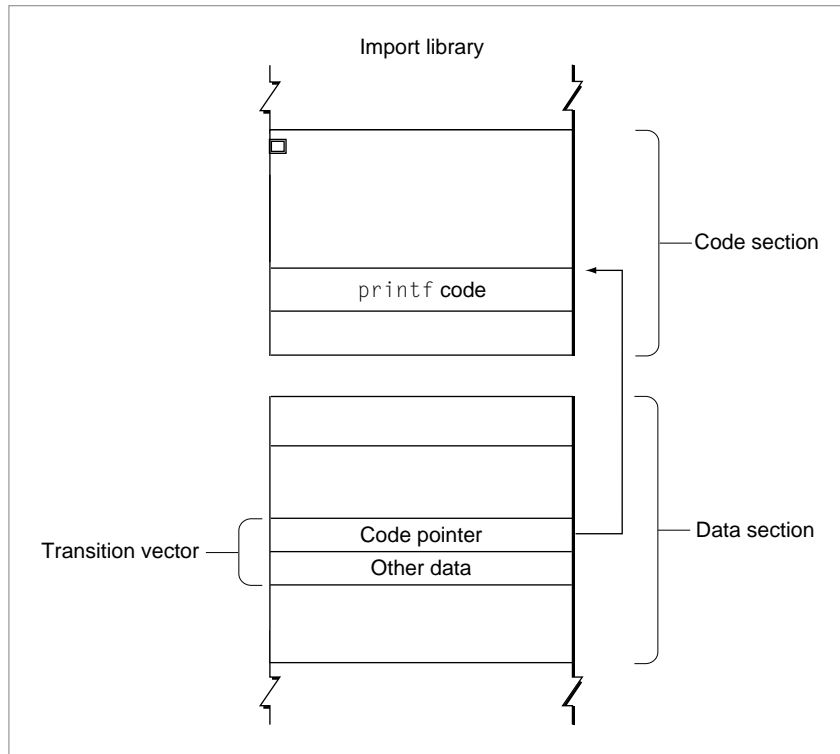 Import library
Code section
printf code
Code pointer
Transition vector
Data section
Other data